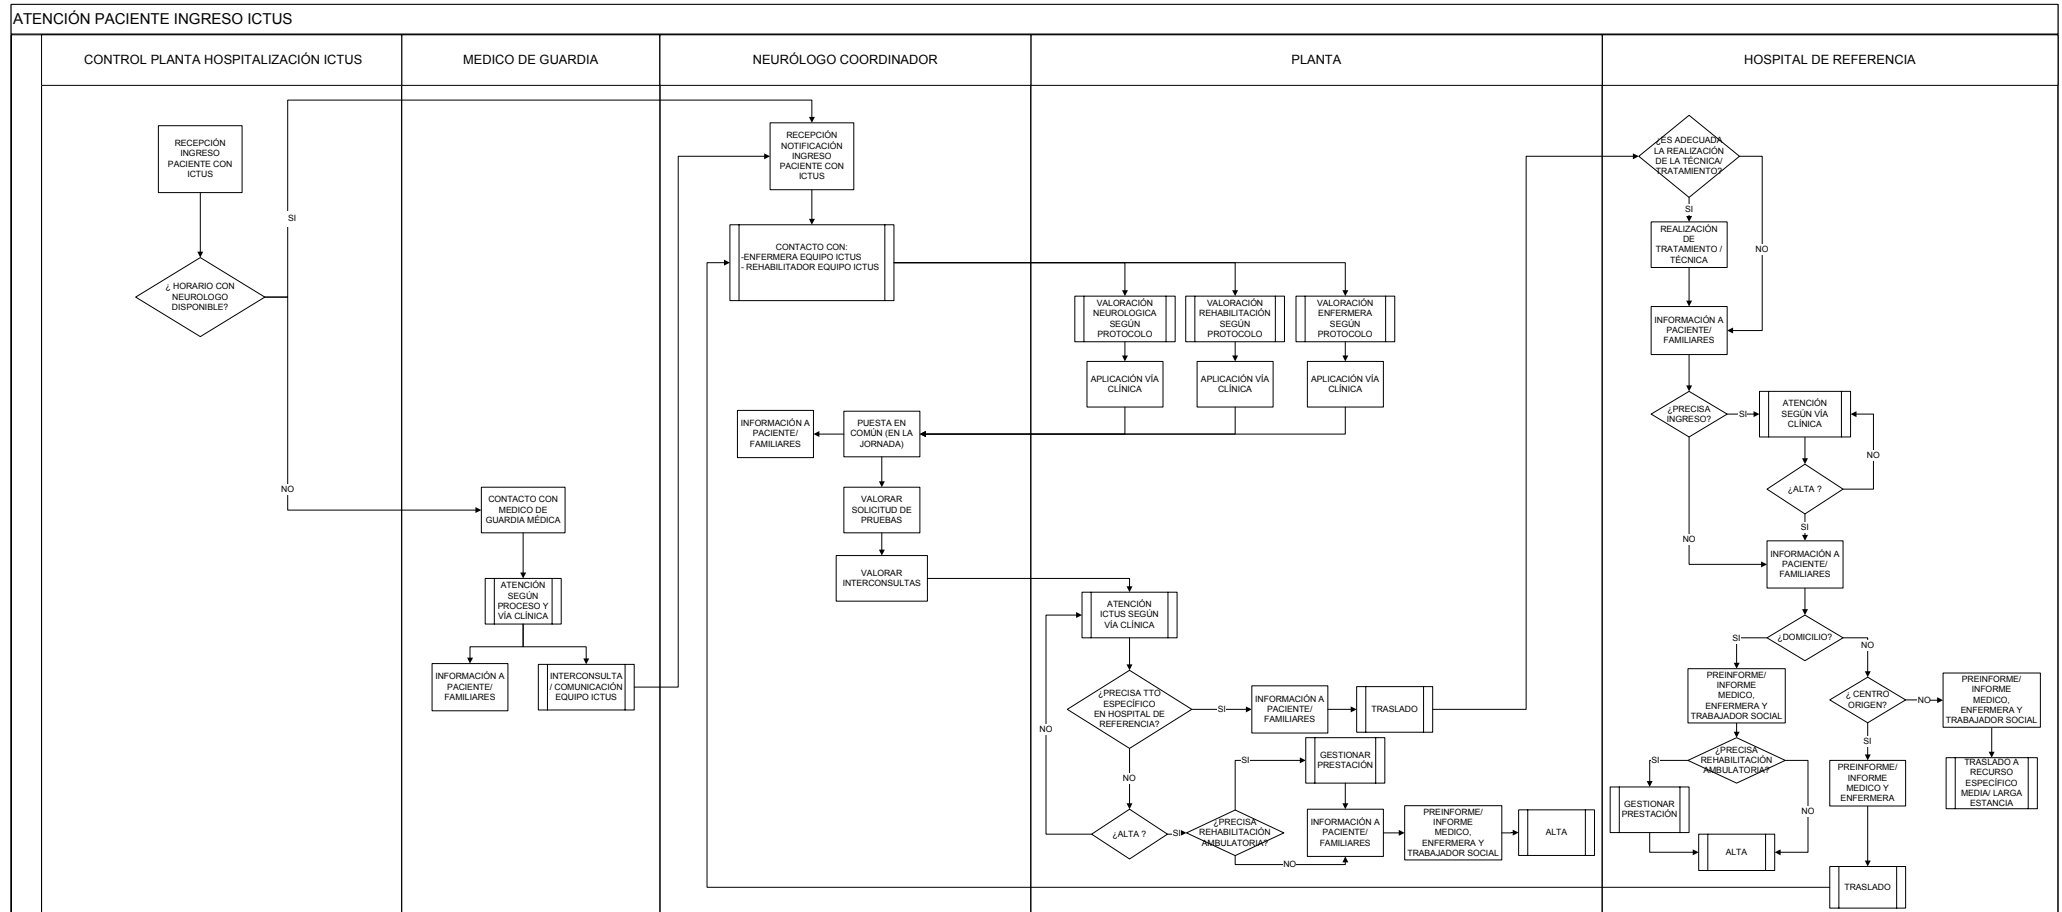 ATENCIÓN PACIENTE INGRESO ICTUS
CONTROL PLANTA HOSPITALIZACIÓN ICTUS
MEDICO DE GUARDIA
NEURÓLOGO COORDINADOR
PLANTA
HOSPITAL DE REFERENCIA
RECEPCIÓN
INGRESO
PACIENTE CON
ICTUS
¿ HORARIO CON
NEUROLOGO
DISPONIBLE?
SI
NO
CONTACTO CON
MEDICO DE
GUARDIA MÉDICA
ATENCIÓN
SEGÚN
PROCESO Y
VÍA CLÍNICA
INFORMACIÓN A
PACIENTE/
FAMILIARES
INTERCONSULTA
/ COMUNICACIÓN
EQUIPO ICTUS
RECEPCIÓN
NOTIFICACIÓN
INGRESO
PACIENTE CON
ICTUS
CONTACTO CON:
-ENFERMERA EQUIPO ICTUS
- REHABILITADOR EQUIPO ICTUS
INFORMACIÓN A
PACIENTE/
FAMILIARES
PUESTA EN
COMÚN (EN LA
JORNADA)
VALORAR
SOLICITUD DE
PRUEBAS
VALORAR
INTERCONSULTAS
VALORACIÓN
NEUROLOGICA
SEGÚN
PROTOCOLO
VALORACIÓN
REHABILITACIÓN
SEGÚN
PROTOCOLO
VALORACIÓN
ENFERMERA
SEGÚN
PROTOCOLO
APLICACIÓN VÍA
CLÍNICA
APLICACIÓN VÍA
CLÍNICA
APLICACIÓN VÍA
CLÍNICA
ATENCIÓN
ICTUS SEGÚN
VÍA CLÍNICA
¿PRECISA TTO
ESPECÍFICO
EN HOSPITAL DE
REFERENCIA?
SI
INFORMACIÓN A
PACIENTE/
FAMILIARES
TRASLADO
NO
NO
¿ALTA ?
SI
¿PRECISA
REHABILITACIÓN
AMBULATORIA?
SI
GESTIONAR
PRESTACIÓN
NO
INFORMACIÓN A
PACIENTE/
FAMILIARES
PREINFORME/
INFORME
MEDICO,
ENFERMERA Y
TRABAJADOR SOCIAL
ALTA
¿ES ADECUADA
LA REALIZACIÓN
DE LA TÉCNICA/
TRATAMIENTO?
SI
NO
REALIZACIÓN
DE
TRATAMIENTO /
TÉCNICA
INFORMACIÓN A
PACIENTE/
FAMILIARES
¿PRECISA
INGRESO?
SI
ATENCIÓN
SEGÚN VÍA
CLÍNICA
NO
¿ALTA ?
SI
NO
INFORMACIÓN A
PACIENTE/
FAMILIARES
¿DOMICILIO?
SI
NO
PREINFORME/
INFORME
MEDICO,
ENFERMERA Y
TRABAJADOR SOCIAL
¿ CENTRO
ORIGEN?
NO
PREINFORME/
INFORME
MEDICO,
ENFERMERA Y
TRABAJADOR SOCIAL
SI
¿PRECISA
REHABILITACIÓN
AMBULATORIA?
SI
NO
GESTIONAR
PRESTACIÓN
ALTA
PREINFORME/
INFORME
MEDICO Y
ENFERMERA
TRASLADO A
RECURSO
ESPECÍFICO
MEDIA/ LARGA
ESTANCIA
TRASLADO